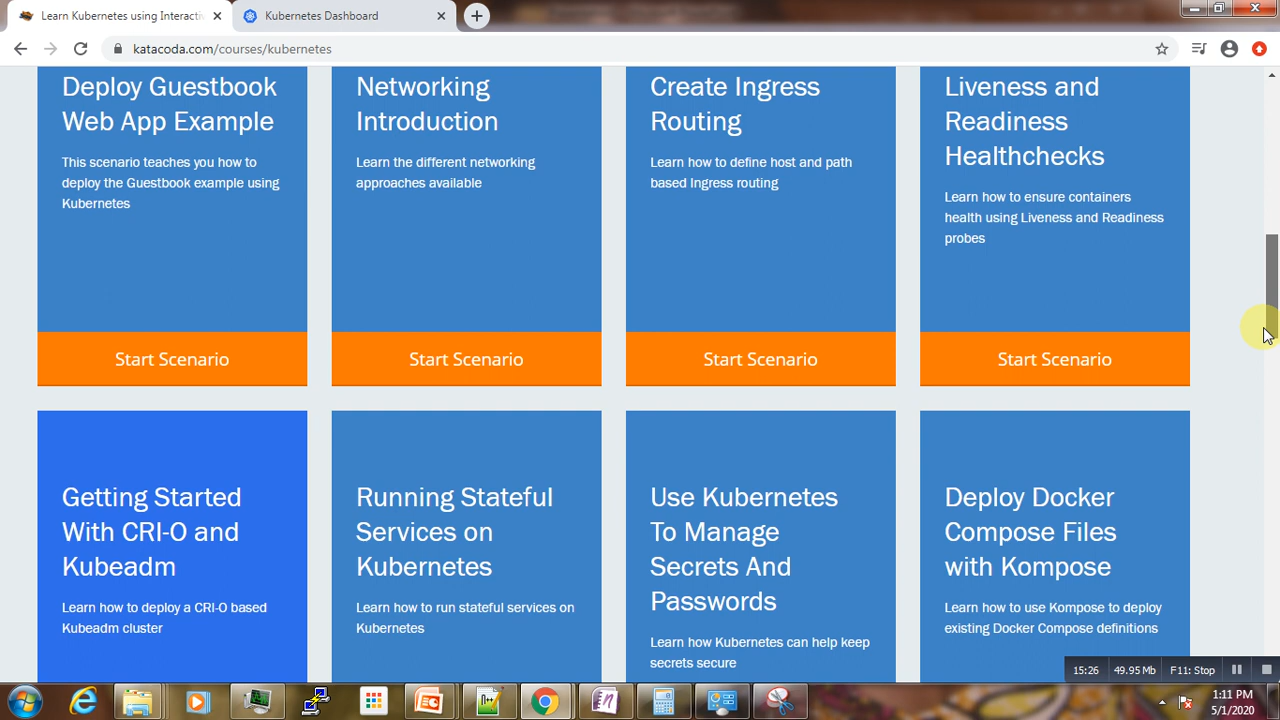 Learn Kubernetes using Interacti
Kubernetes Dashboard
katacoda.com/courses/kubernetes
Deploy Guestbook
Web App Example
This scenario teaches you how to
deploy the Guestbook example using
Kubernetes
Start Scenario
Networking
Introduction
Learn the different networking
approaches available
Start Scenario
Create Ingress
Routing
Learn how to define host and path
based Ingress routing
Start Scenario
Liveness and
Readiness
Healthchecks
Learn how to ensure containers
health using Liveness and Readiness
probes
Start Scenario
Getting Started
With CRI-O and
Kubeadm
Learn how to deploy a CRI-O based
Kubeadm cluster
Running Stateful
Services on
Kubernetes
Learn how to run stateful services on
Kubernetes
Use Kubernetes
To Manage
Secrets And
Passwords
Learn how Kubernetes can help keep
secrets secure
Deploy Docker
Compose Files
with Kompose
Learn how to use Kompose to deploy
existing Docker Compose definitions
15:26 49.95 Mb F11: Stop
1:11 PM
5/1/2020